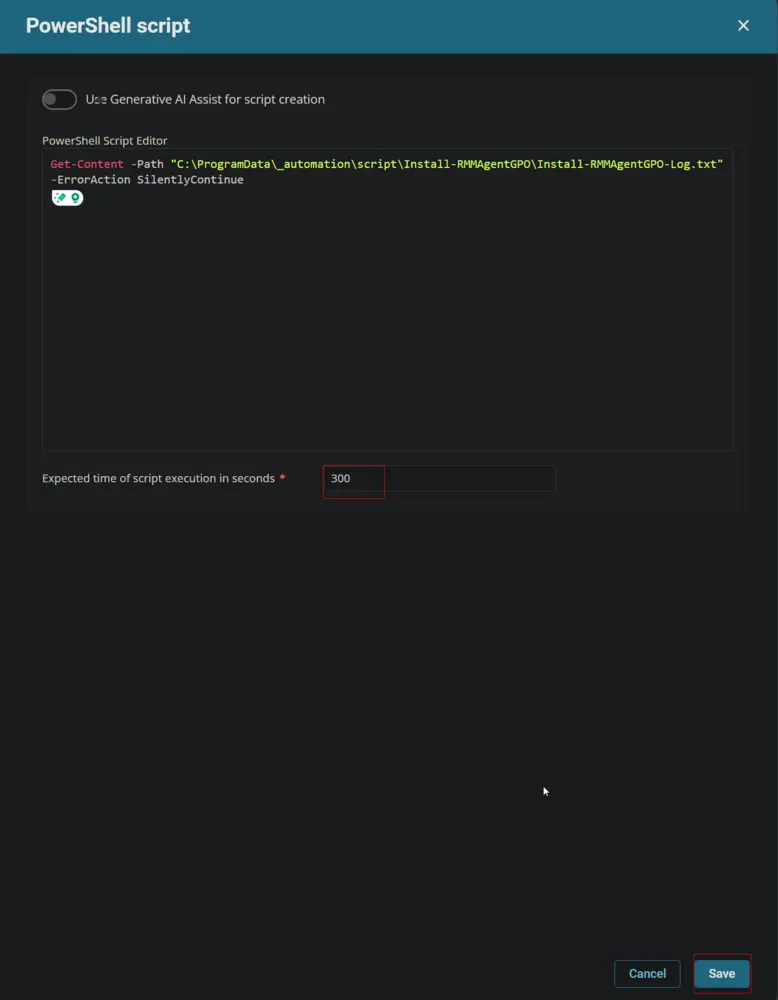 PowerShell script
Use Generative AI Assist for script creation
PowerShell Script Editor
Get-Content -Path "C:\ProgramData\_automation\script\Install-RMMAgentGPO\Install-RMMAgentGPO-Log.txt"
-ErrorAction SilentlyContinue
Expected time of script execution in seconds *
300
Cancel
Save